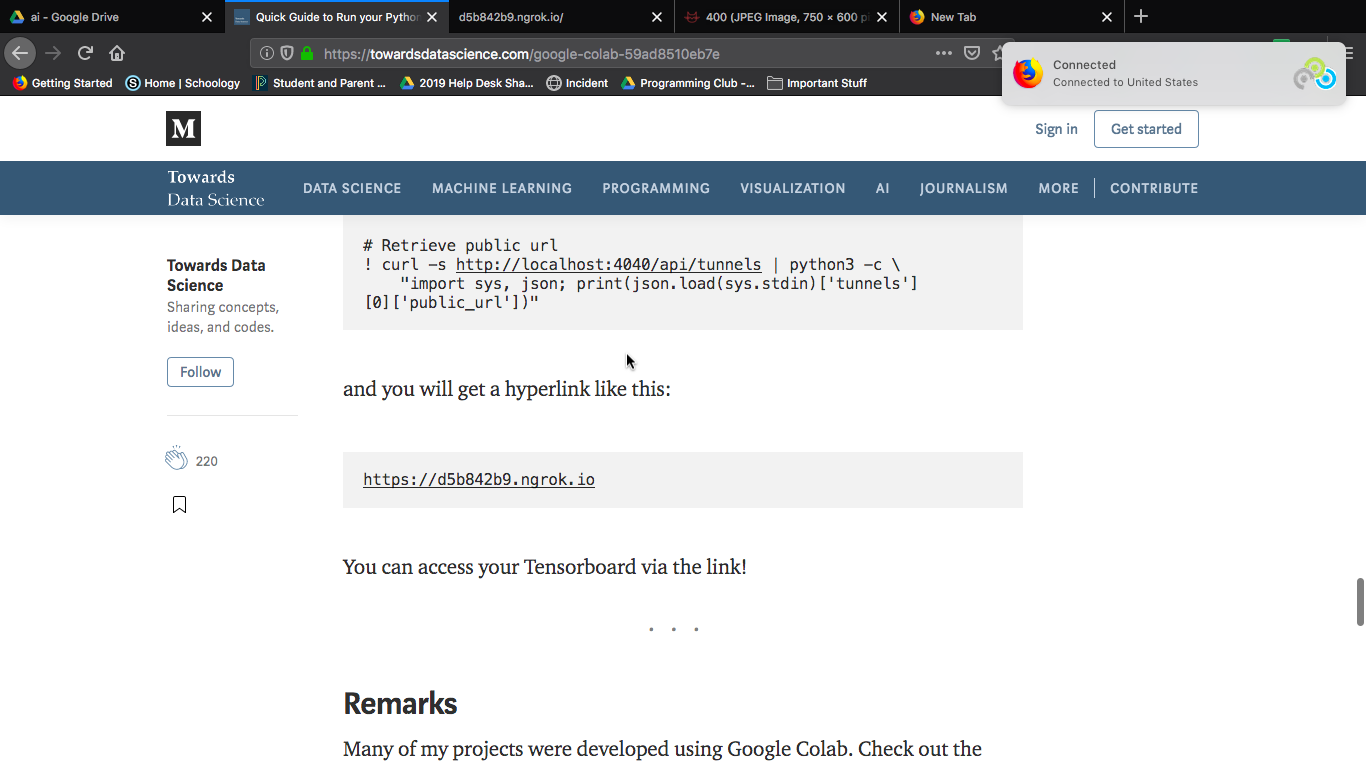 ai - Google Drive
Quick Guide to Run your Pythor
d5b842b9.ngrok.io/
400 (JPEG Image, 750 × 600 pi
New Tab
https://towardsdatascience.com/google-colab-59ad8510eb7e
Getting Started
Home | Schoology
Student and Parent ...
2019 Help Desk Sha...
Incident
Programming Club -...
Important Stuff
Connected
Connected to United States
M
Sign in
Get started
Towards
Data Science
DATA SCIENCE
MACHINE LEARNING
PROGRAMMING
VISUALIZATION
AI
JOURNALISM
MORE
CONTRIBUTE
Towards Data
Science
Sharing concepts,
ideas, and codes.
Follow
220
# Retrieve public url
! curl -s http://localhost:4040/api/tunnels | python3 -c \
"import sys, json; print(json.load(sys.stdin)['tunnels']
[0]['public_url'])"
and you will get a hyperlink like this:
https://d5b842b9.ngrok.io
You can access your Tensorboard via the link!
. . .
Remarks
Many of my projects were developed using Google Colab. Check out the